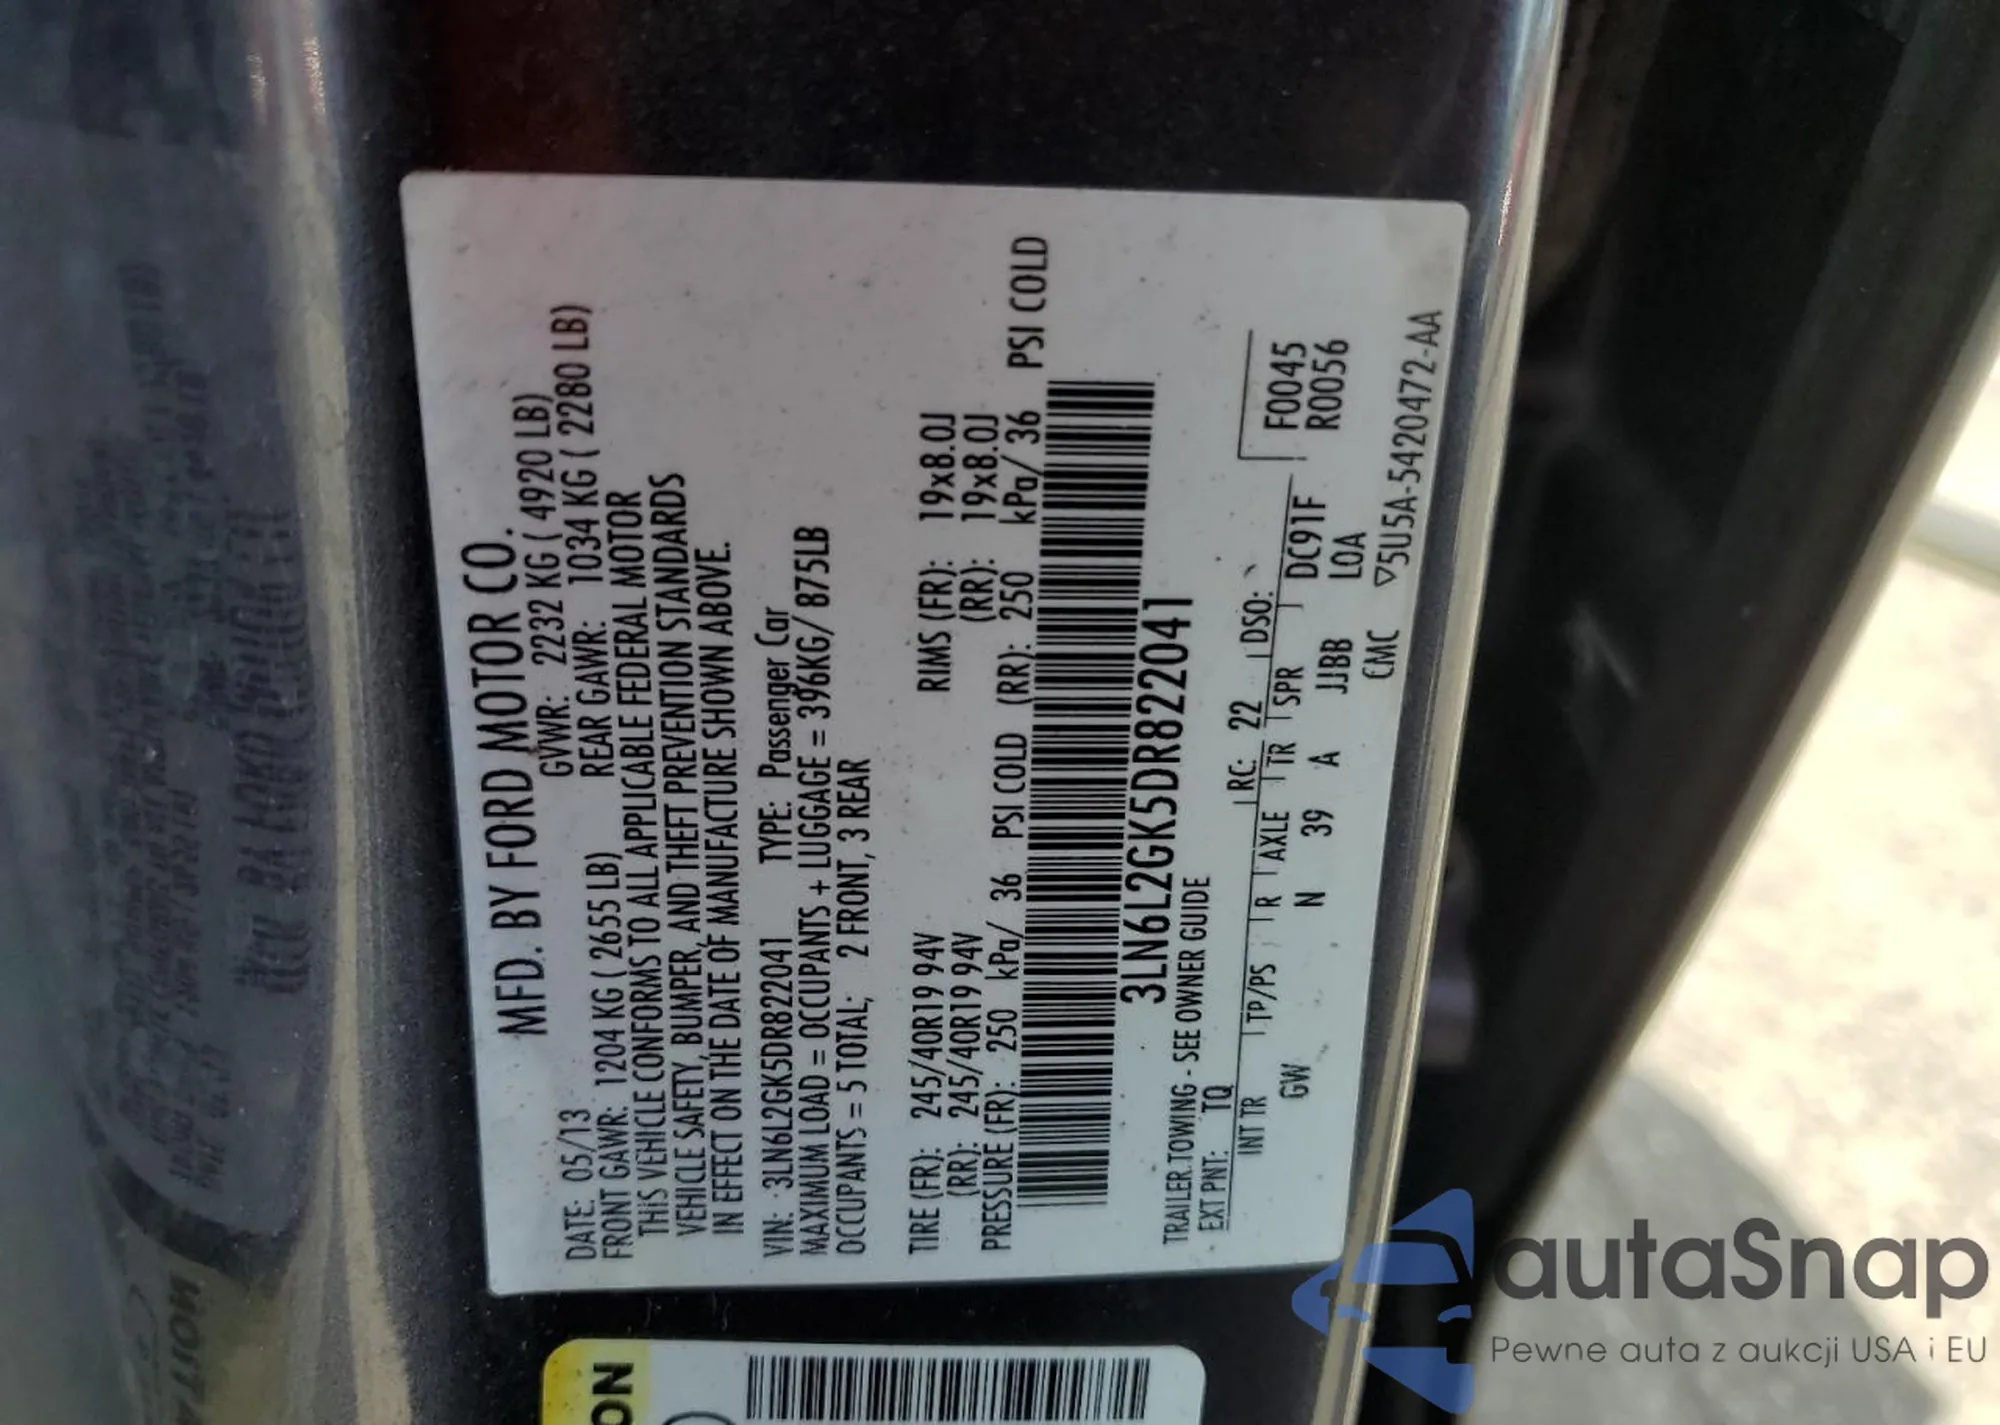 MFD. BY FORD MOTOR CO.
DATE: 05/13 GVWR: 2232 KG ( 4920 LB)
FRONT GAWR: 1204 KG ( 2655 LB) REAR GAWR: 1034 KG ( 2280 LB)
THIS VEHICLE CONFORMS TO ALL APPLICABLE FEDERAL MOTOR
VEHICLE SAFETY, BUMPER, AND THEFT PREVENTION STANDARDS
IN EFFECT ON THE DATE OF MANUFACTURE SHOWN ABOVE.
VIN: 3LN6L2GK5DR822041 TYPE: Passenger Car
MAXIMUM LOAD = OCCUPANTS + LUGGAGE = 396KG/ 875LB
OCCUPANTS = 5 TOTAL; 2 FRONT, 3 REAR
TIRE (FR): 245/40R19 94V RIMS (FR): 19x8.0J
(RR): 245/40R19 94V (RR): 19x8.0J
PRESSURE (FR): 250 kPa/ 36 PSI COLD (RR): 250 kPa/ 36 PSI COLD
3LN6L2GK5DR822041
TRAILER TOWING - SEE OWNER GUIDE
EXT PNT: TQ RC: 22 DSO:
INT TR TP/PS R AXLE TR SPR DC91F F0045
GW N 39 A JJBB LOA R0056
CMC ▽5U5A-5420472-AA
ON
autoSnap
Pewne auta z aukcji USA i EU